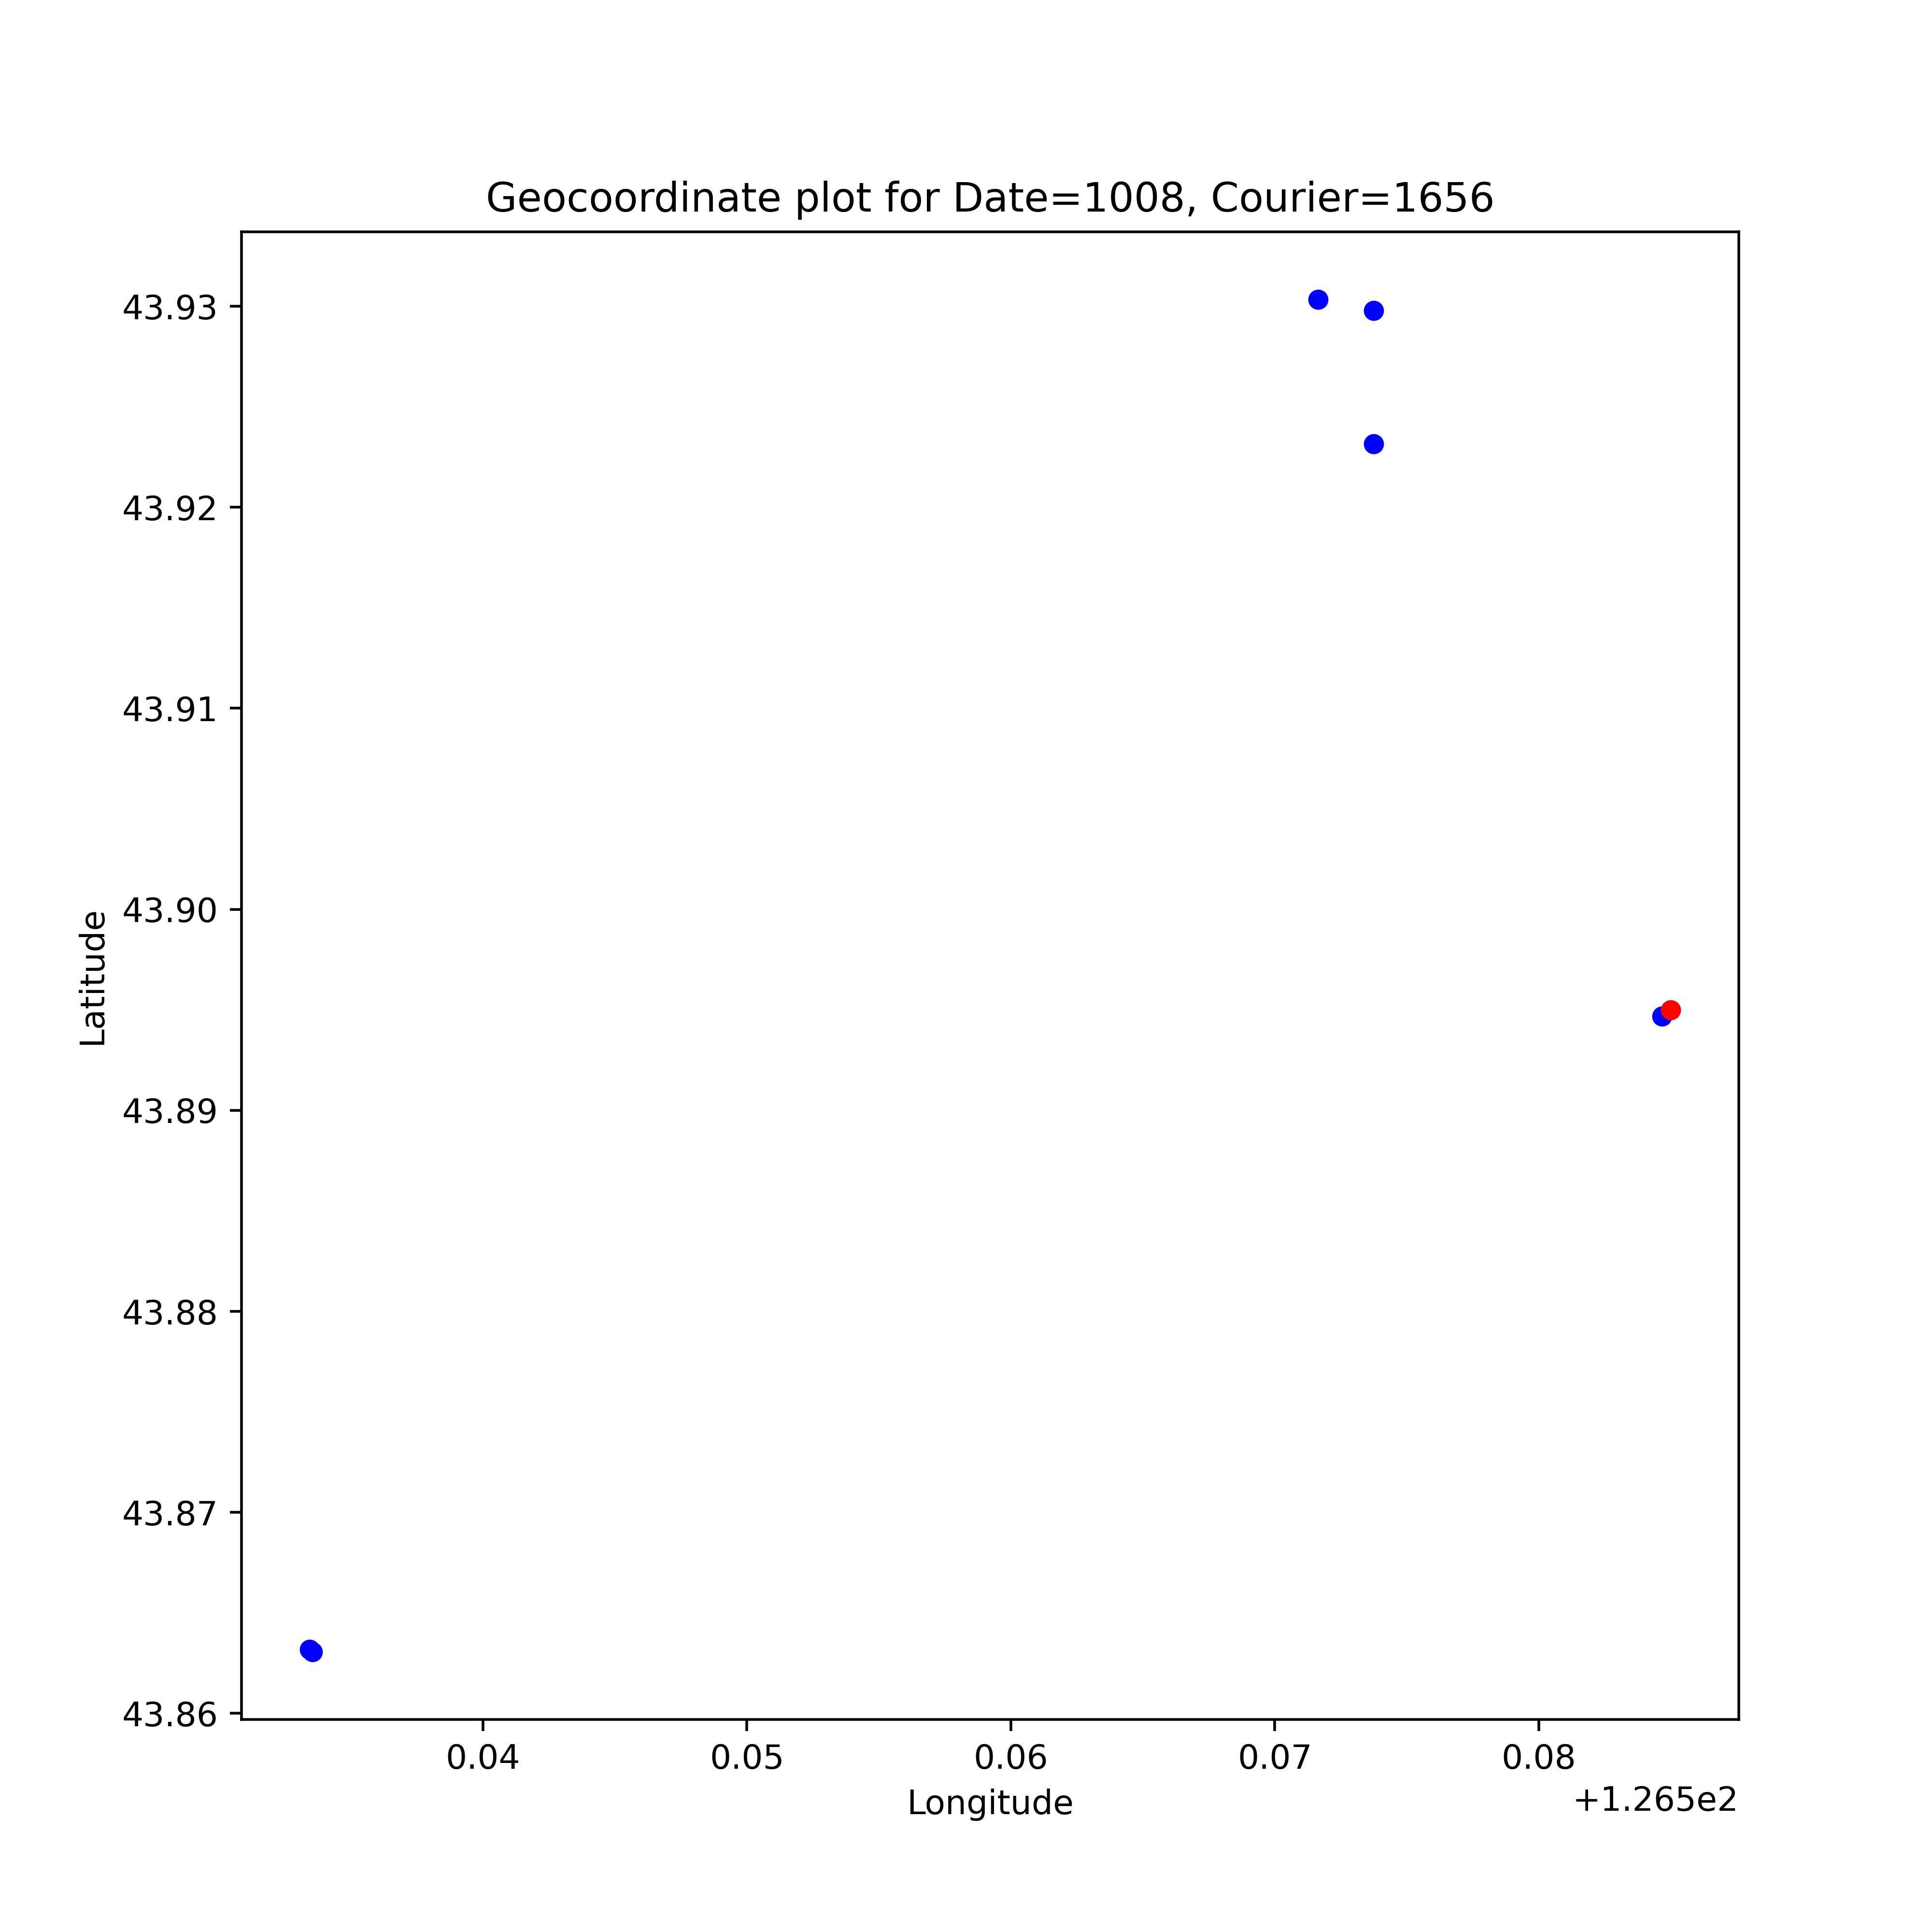 Geocoordinate plot for Date=1008, Courier=1656
43.93
43.92
43.91
43.90
43.89
43.88
43.87
43.86
Latitude
0.04 0.05 0.06 0.07 0.08
Longitude
+1.265e2